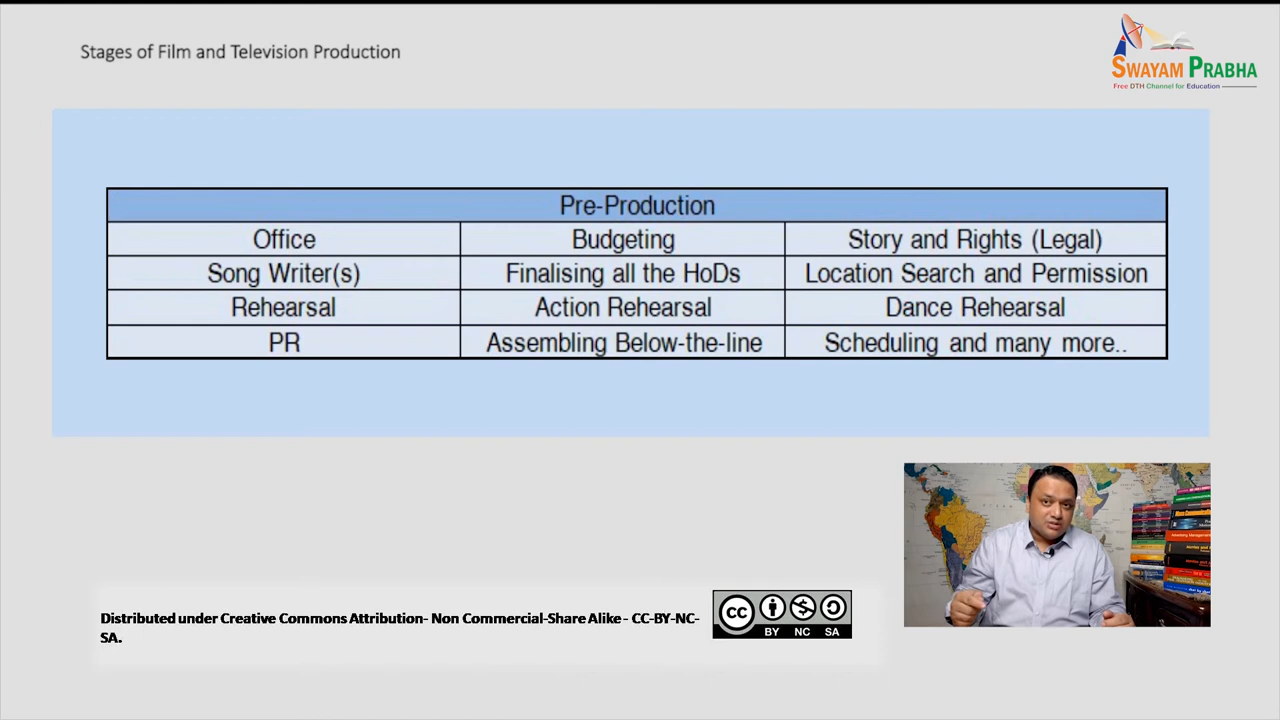 Stages of Film and Television Production
SWAYAM PRABHA
Free DTH Channel for Education
Pre-Production
Office Budgeting Story and Rights (Legal)
Song Writer(s) Finalising all the HoDs Location Search and Permission
Rehearsal Action Rehearsal Dance Rehearsal
PR Assembling Below-the-line Scheduling and many more..
Distributed under Creative Commons Attribution- Non Commercial-Share Alike - CC-BY-NC-
SA.
CC BY NC SA